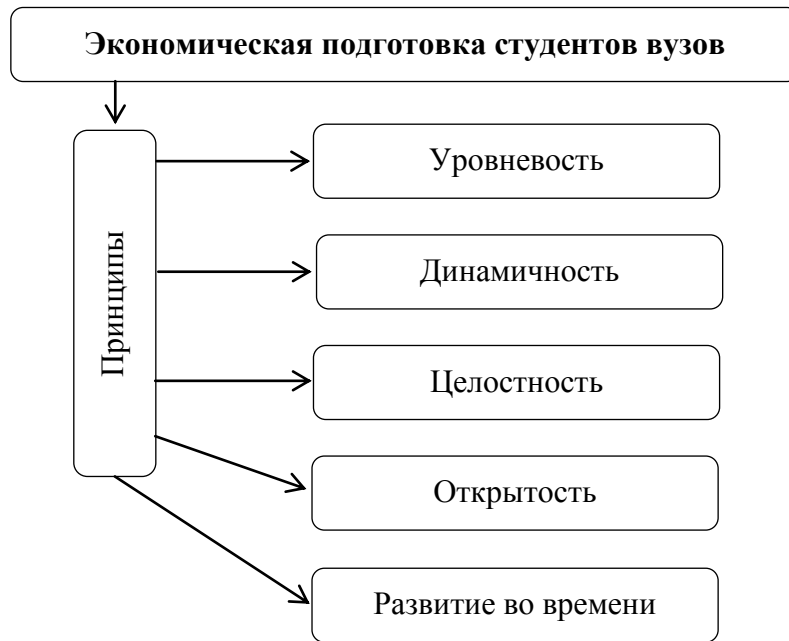 Экономическая подготовка студентов вузов
Принципы
Уровневость
Динамичность
Целостность
Открытость
Развитие во времени